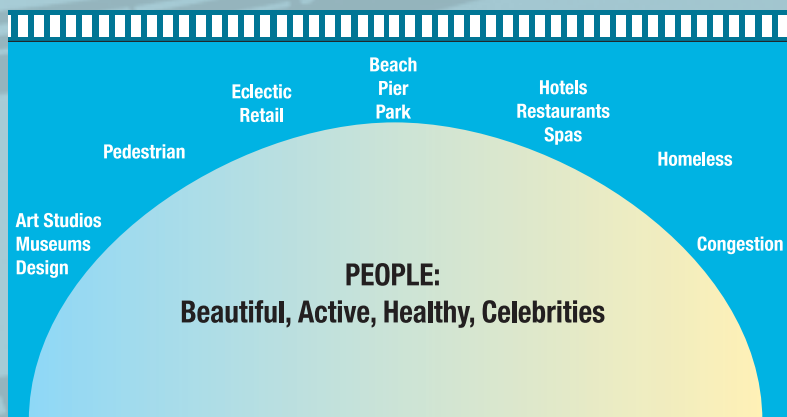 Art Studios
Museums
Design
Pedestrian
Eclectic
Retail
Beach
Pier
Park
Hotels
Restaurants
Spas
Homeless
Congestion
PEOPLE:
Beautiful, Active, Healthy, Celebrities